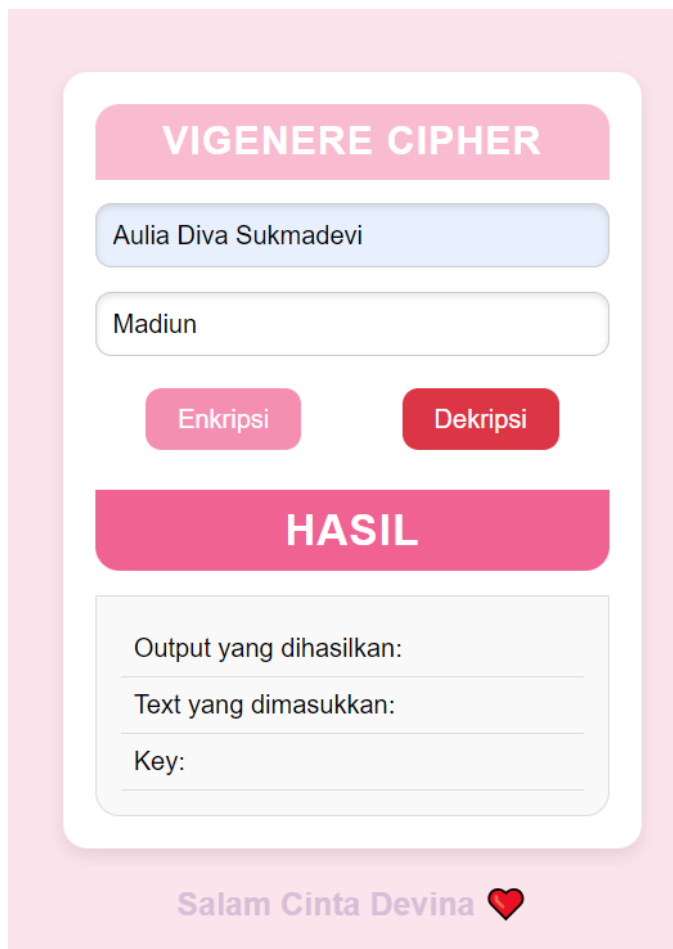 VIGENERE CIPHER
Aulia Diva Sukmadevi
Madiun
Enkripsi Dekripsi
HASIL
Output yang dihasilkan:
Text yang dimasukkan:
Key:
Salam Cinta Devina ❤